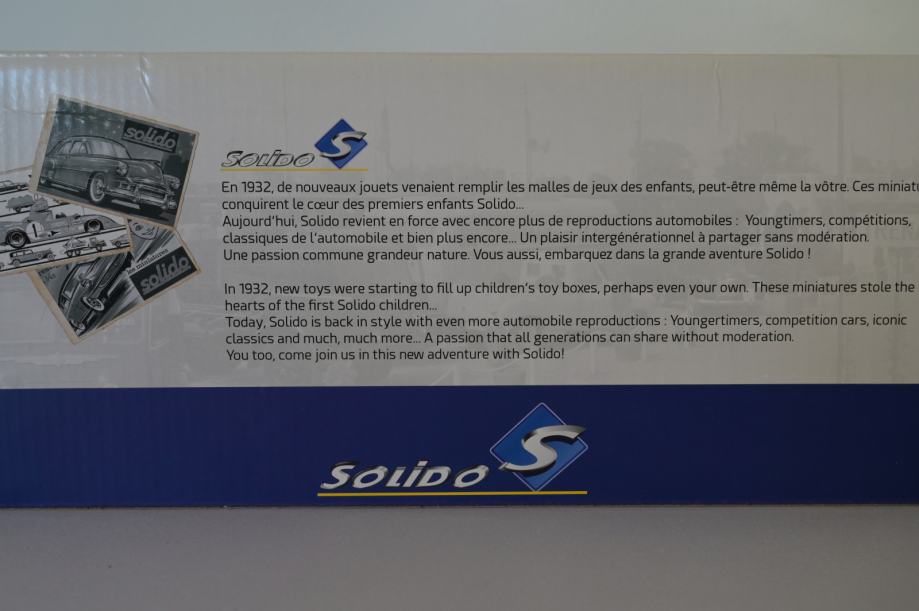 solido
les miniatures
solido
SOLIDO S
En 1932, de nouveaux jouets venaient remplir les malles de jeux des enfants, peut-être même la vôtre. Ces miniatu
conquirent le cœur des premiers enfants Solido...
Aujourd'hui, Solido revient en force avec encore plus de reproductions automobiles : Youngtimers, compétitions,
classiques de l'automobile et bien plus encore... Un plaisir intergénérationnel à partager sans modération.
Une passion commune grandeur nature. Vous aussi, embarquez dans la grande aventure Solido !
In 1932, new toys were starting to fill up children's toy boxes, perhaps even your own. These miniatures stole the
hearts of the first Solido children...
Today, Solido is back in style with even more automobile reproductions : Youngertimers, competition cars, iconic
classics and much, much more... A passion that all generations can share without moderation.
You too, come join us in this new adventure with Solido!
SOLIDO S